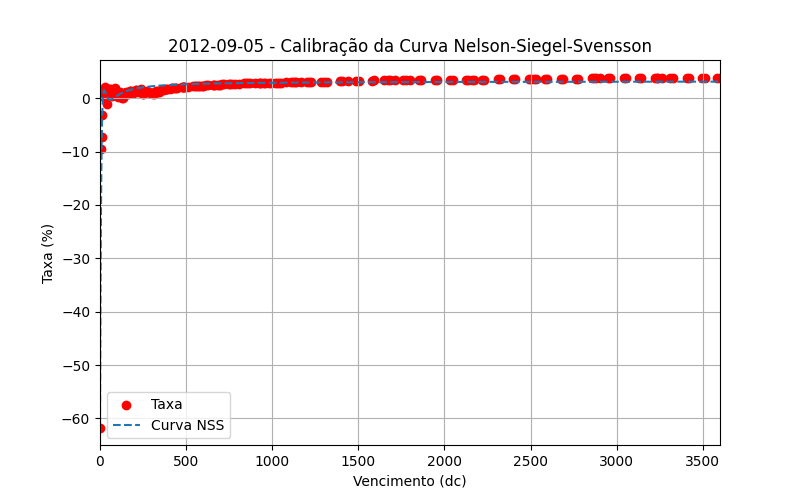 2012-09-05 - Calibração da Curva Nelson-Siegel-Svensson
Taxa (%)
0
−10
−20
−30
−40
−50
−60
Taxa
Curva NSS
0 500 1000 1500 2000 2500 3000 3500
Vencimento (dc)